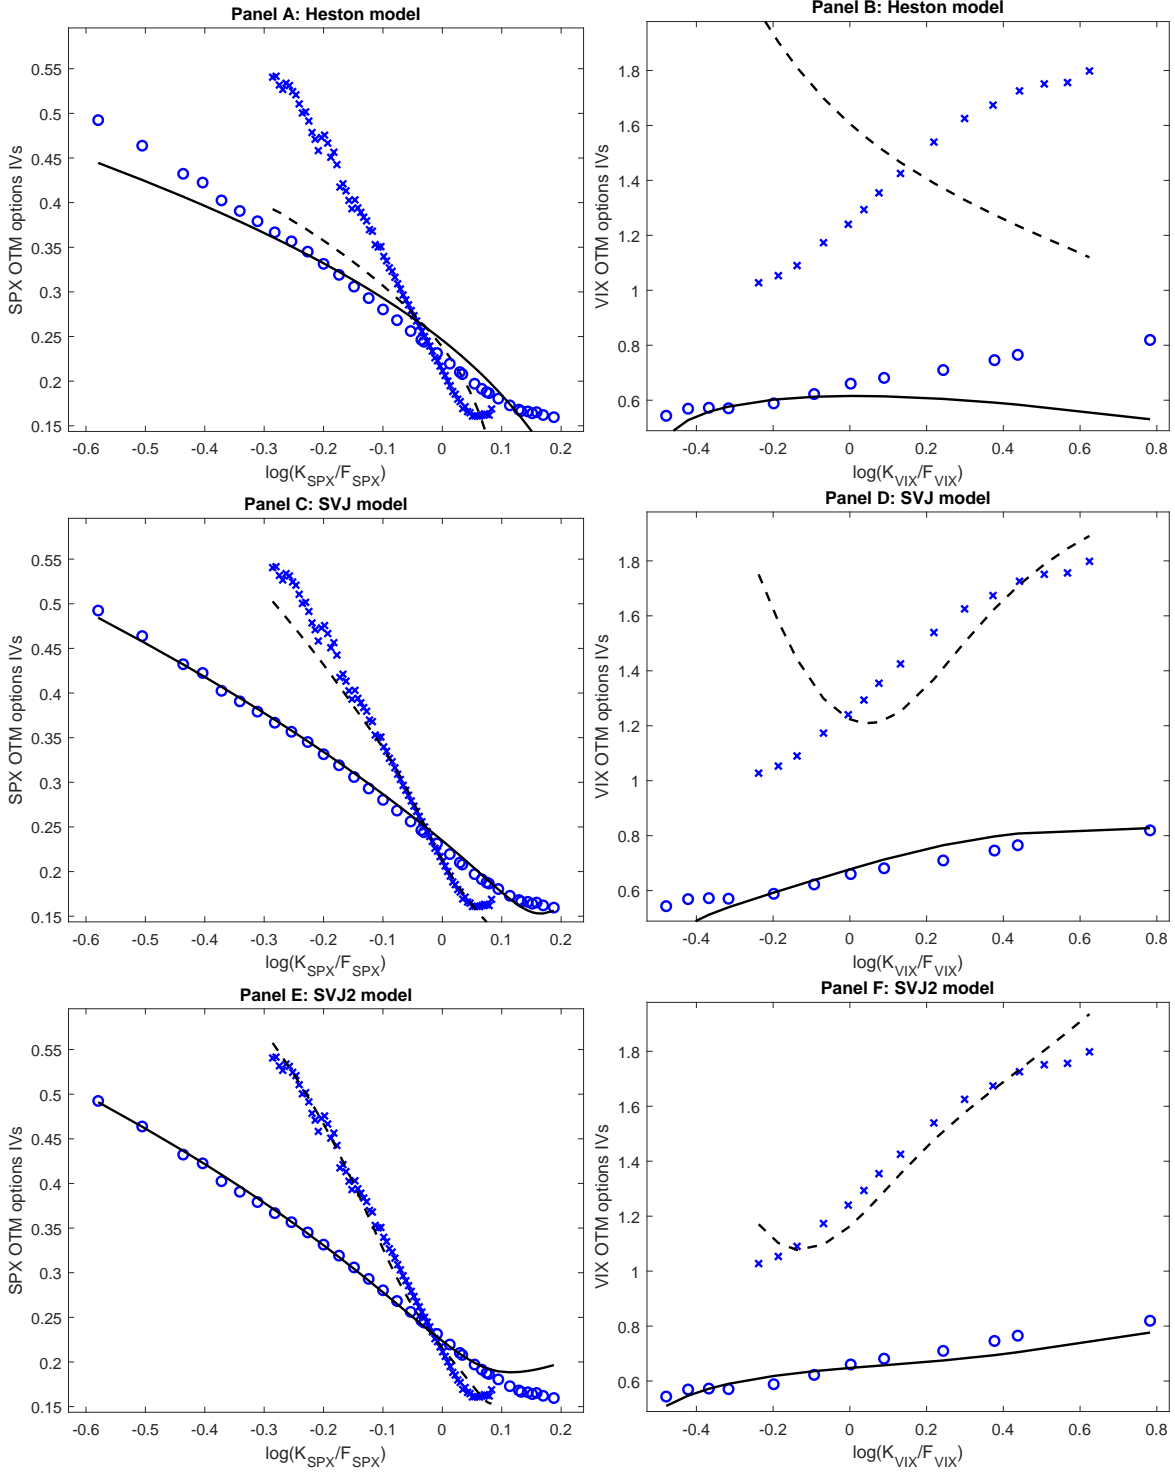 Panel A: Heston model
SPX OTM options IVs
0.55
0.5
0.45
0.4
0.35
0.3
0.25
0.2
0.15
-0.6 -0.5 -0.4 -0.3 -0.2 -0.1 0 0.1 0.2
log(K_SPX/F_SPX)
Panel B: Heston model
VIX OTM options IVs
1.8
1.6
1.4
1.2
1
0.8
0.6
-0.4 -0.2 0 0.2 0.4 0.6 0.8
log(K_VIX/F_VIX)
Panel C: SVJ model
SPX OTM options IVs
0.55
0.5
0.45
0.4
0.35
0.3
0.25
0.2
0.15
-0.6 -0.5 -0.4 -0.3 -0.2 -0.1 0 0.1 0.2
log(K_SPX/F_SPX)
Panel D: SVJ model
VIX OTM options IVs
1.8
1.6
1.4
1.2
1
0.8
0.6
-0.4 -0.2 0 0.2 0.4 0.6 0.8
log(K_VIX/F_VIX)
Panel E: SVJ2 model
SPX OTM options IVs
0.55
0.5
0.45
0.4
0.35
0.3
0.25
0.2
0.15
-0.6 -0.5 -0.4 -0.3 -0.2 -0.1 0 0.1 0.2
log(K_SPX/F_SPX)
Panel F: SVJ2 model
VIX OTM options IVs
1.8
1.6
1.4
1.2
1
0.8
0.6
-0.4 -0.2 0 0.2 0.4 0.6 0.8
log(K_VIX/F_VIX)